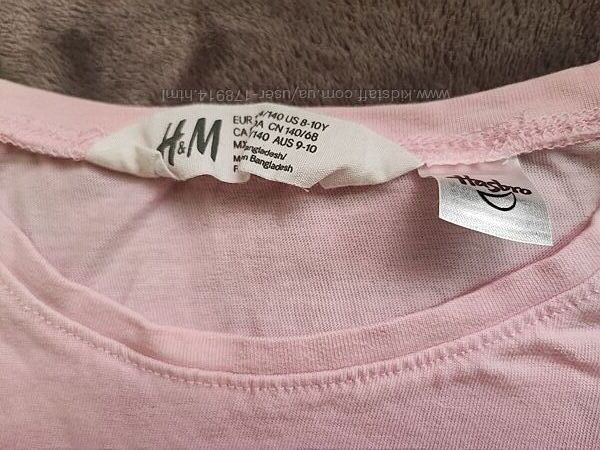 www.kidstaff.com.ua/user-178914.html
H&M
EUR /140 US 8-10Y
CN 140/68
CA /140 AUS 9-10
angladesh/
n Bangladesh
F
Hasbro